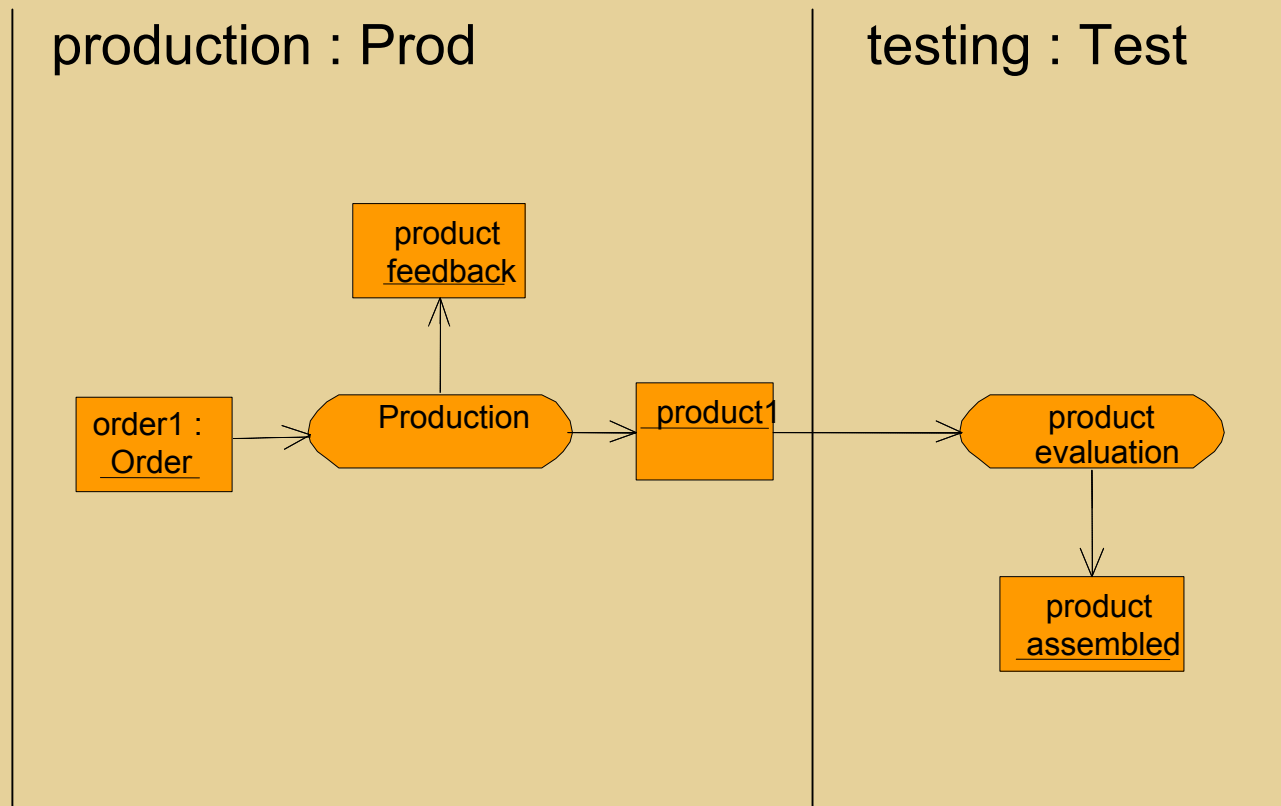 production : Prod
testing : Test
product
feedback
order1 :
Order
Production
product1
product
evaluation
product
assembled